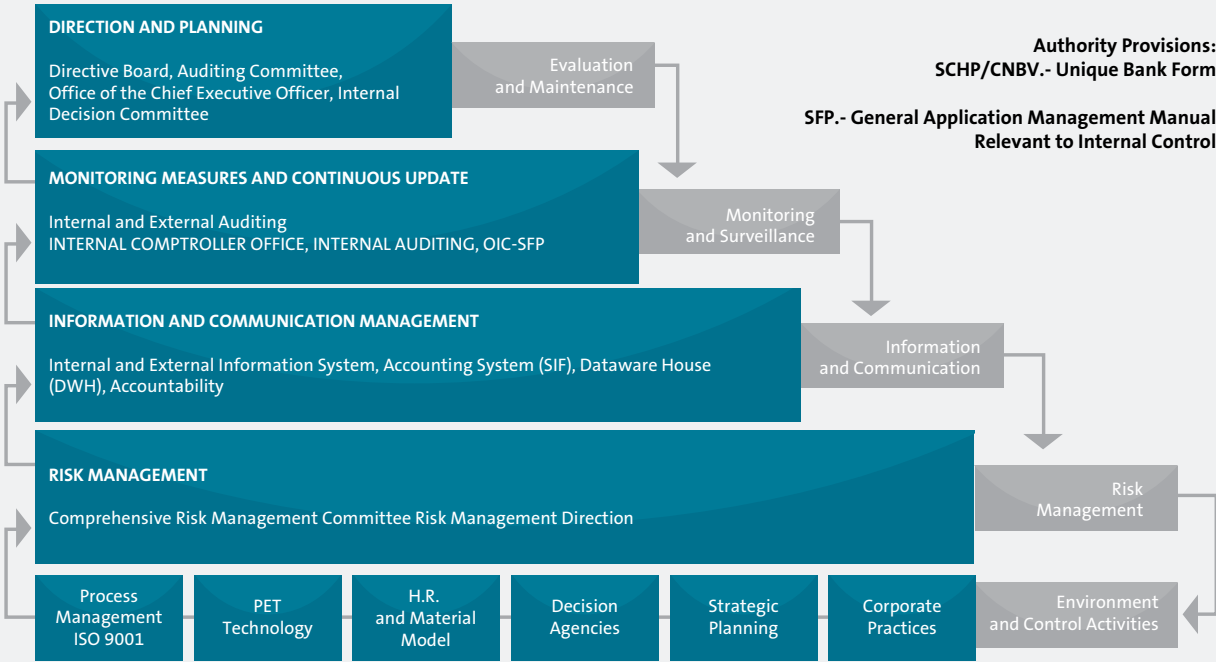 DIRECTION AND PLANNING
Directive Board, Auditing Committee,
Office of the Chief Executive Officer, Internal
Decision Committee
Evaluation
and Maintenance
Authority Provisions:
SCHP/CNBV.- Unique Bank Form
SFP.- General Application Management Manual
Relevant to Internal Control
MONITORING MEASURES AND CONTINUOUS UPDATE
Internal and External Auditing
INTERNAL COMPTROLLER OFFICE, INTERNAL AUDITING, OIC-SFP
Monitoring
and Surveillance
INFORMATION AND COMMUNICATION MANAGEMENT
Internal and External Information System, Accounting System (SIF), Dataware House
(DWH), Accountability
Information
and Communication
RISK MANAGEMENT
Comprehensive Risk Management Committee Risk Management Direction
Risk
Management
Process
Management
ISO 9001
PET
Technology
H.R.
and Material
Model
Decision
Agencies
Strategic
Planning
Corporate
Practices
Environment
and Control Activities